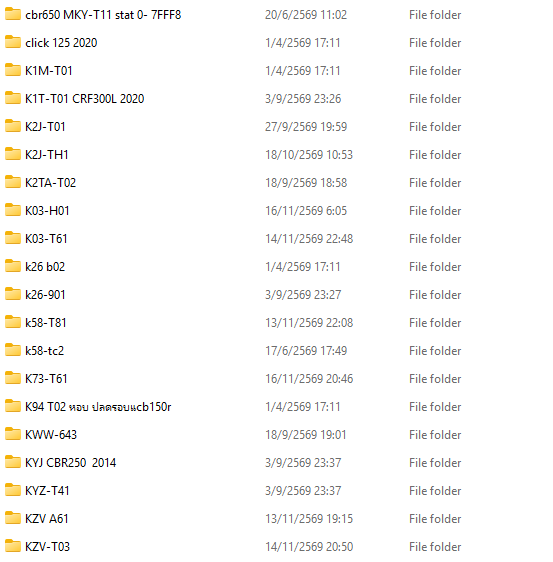 cbr650 MKY-T11 stat 0- 7FFF8 20/6/2569 11:02 File folder
click 125 2020 1/4/2569 17:11 File folder
K1M-T01 1/4/2569 17:11 File folder
K1T-T01 CRF300L 2020 3/9/2569 23:26 File folder
K2J-T01 27/9/2569 19:59 File folder
K2J-TH1 18/10/2569 10:53 File folder
K2TA-T02 18/9/2569 18:58 File folder
K03-H01 16/11/2569 6:05 File folder
K03-T61 14/11/2569 22:48 File folder
k26 b02 1/4/2569 17:11 File folder
k26-901 3/9/2569 23:27 File folder
k58-T81 13/11/2569 22:08 File folder
k58-tc2 17/6/2569 17:49 File folder
K73-T61 16/11/2569 20:46 File folder
K94 T02 หอบ ปลดรอบแcb150r 1/4/2569 17:11 File folder
KWW-643 18/9/2569 19:01 File folder
KYJ CBR250  2014 3/9/2569 23:37 File folder
KYZ-T41 3/9/2569 23:37 File folder
KZV A61 13/11/2569 19:15 File folder
KZV-T03 14/11/2569 20:50 File folder